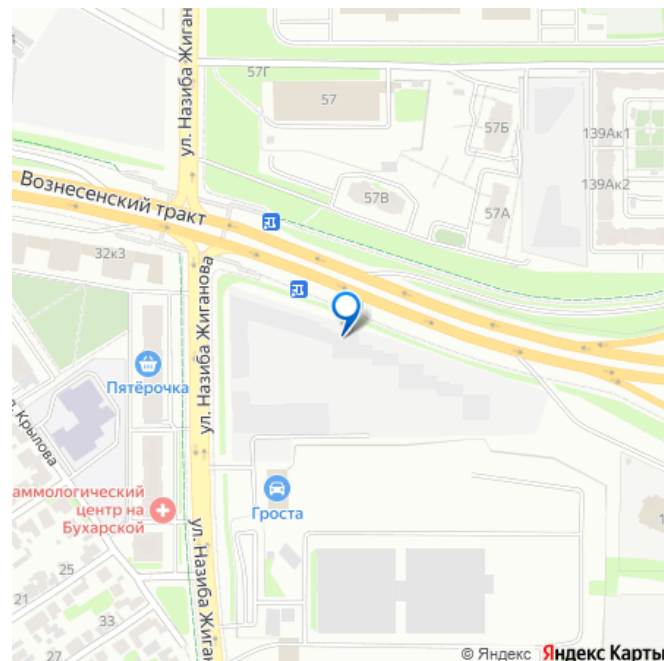 ул. Назиба Жиганова
57Г
57
57Б
139Ак1
139Ак2
57В
57А
Вознесенский тракт
32к3
ул. Назиба Жиганова
Пятёрочка
Крылова
аммологический
центр на
Бухарской
Гроста
ул. Назиба Жиган
25
21
33
27
1
© Яндекс Яндекс Карты